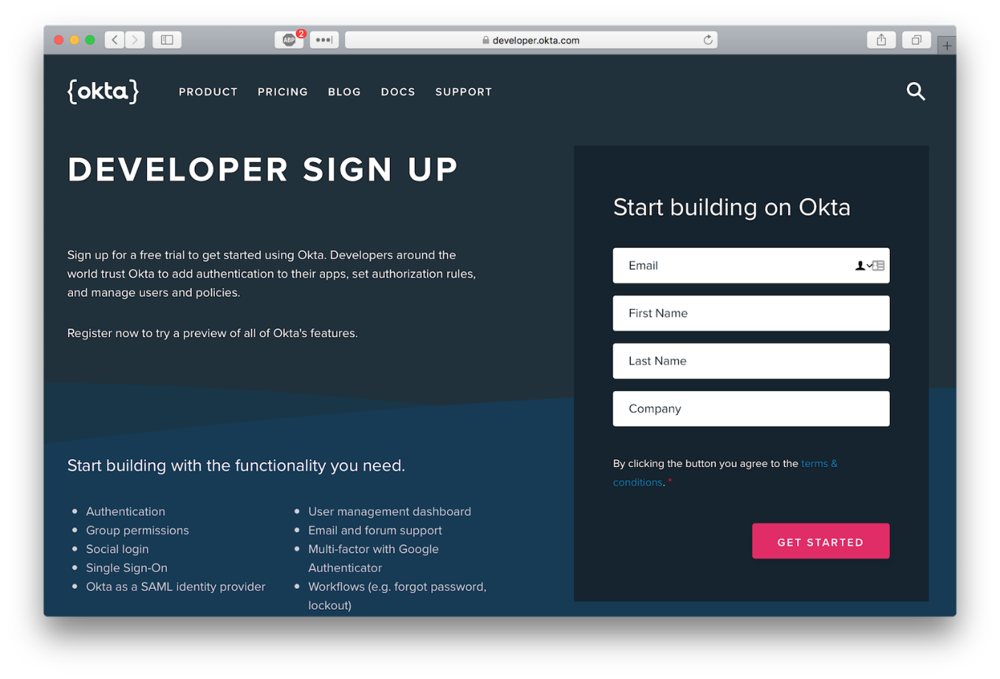 ABP
2
developer.okta.com
{okta}
PRODUCT
PRICING
BLOG
DOCS
SUPPORT
DEVELOPER SIGN UP
Sign up for a free trial to get started using Okta. Developers around the
world trust Okta to add authentication to their apps, set authorization rules,
and manage users and policies.
Register now to try a preview of all of Okta's features.
Start building with the functionality you need.
Authentication
Group permissions
Social login
Single Sign-On
Okta as a SAML identity provider
User management dashboard
Email and forum support
Multi-factor with Google
Authenticator
Workflows (e.g. forgot password,
lockout)
Start building on Okta
Email
First Name
Last Name
Company
By clicking the button you agree to the terms &
conditions. *
GET STARTED